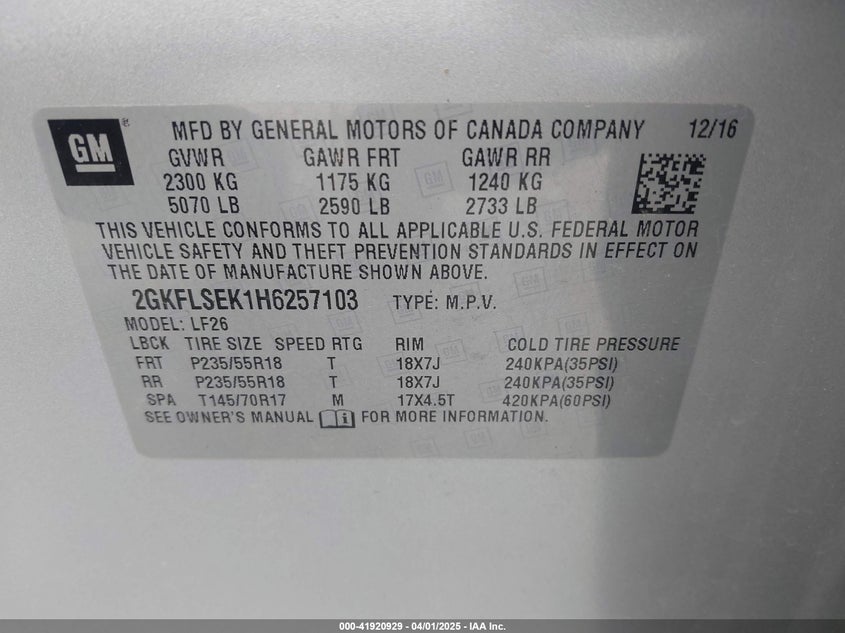 GM ®
MFD BY GENERAL MOTORS OF CANADA COMPANY 12/16
GVWR GAWR FRT GAWR RR
2300 KG 1175 KG 1240 KG
5070 LB 2590 LB 2733 LB
THIS VEHICLE CONFORMS TO ALL APPLICABLE U.S. FEDERAL MOTOR
VEHICLE SAFETY AND THEFT PREVENTION STANDARDS IN EFFECT ON
THE DATE OF MANUFACTURE SHOWN ABOVE.
2GKFLSEK1H6257103 TYPE: M.P.V.
MODEL: LF26
LBCK TIRE SIZE SPEED RTG RIM COLD TIRE PRESSURE
FRT P235/55R18 T 18X7J 240KPA(35PSI)
RR P235/55R18 T 18X7J 240KPA(35PSI)
SPA T145/70R17 M 17X4.5T 420KPA(60PSI)
SEE OWNER'S MANUAL FOR MORE INFORMATION
000-41920929 - 04/01/2025 - IAA Inc.